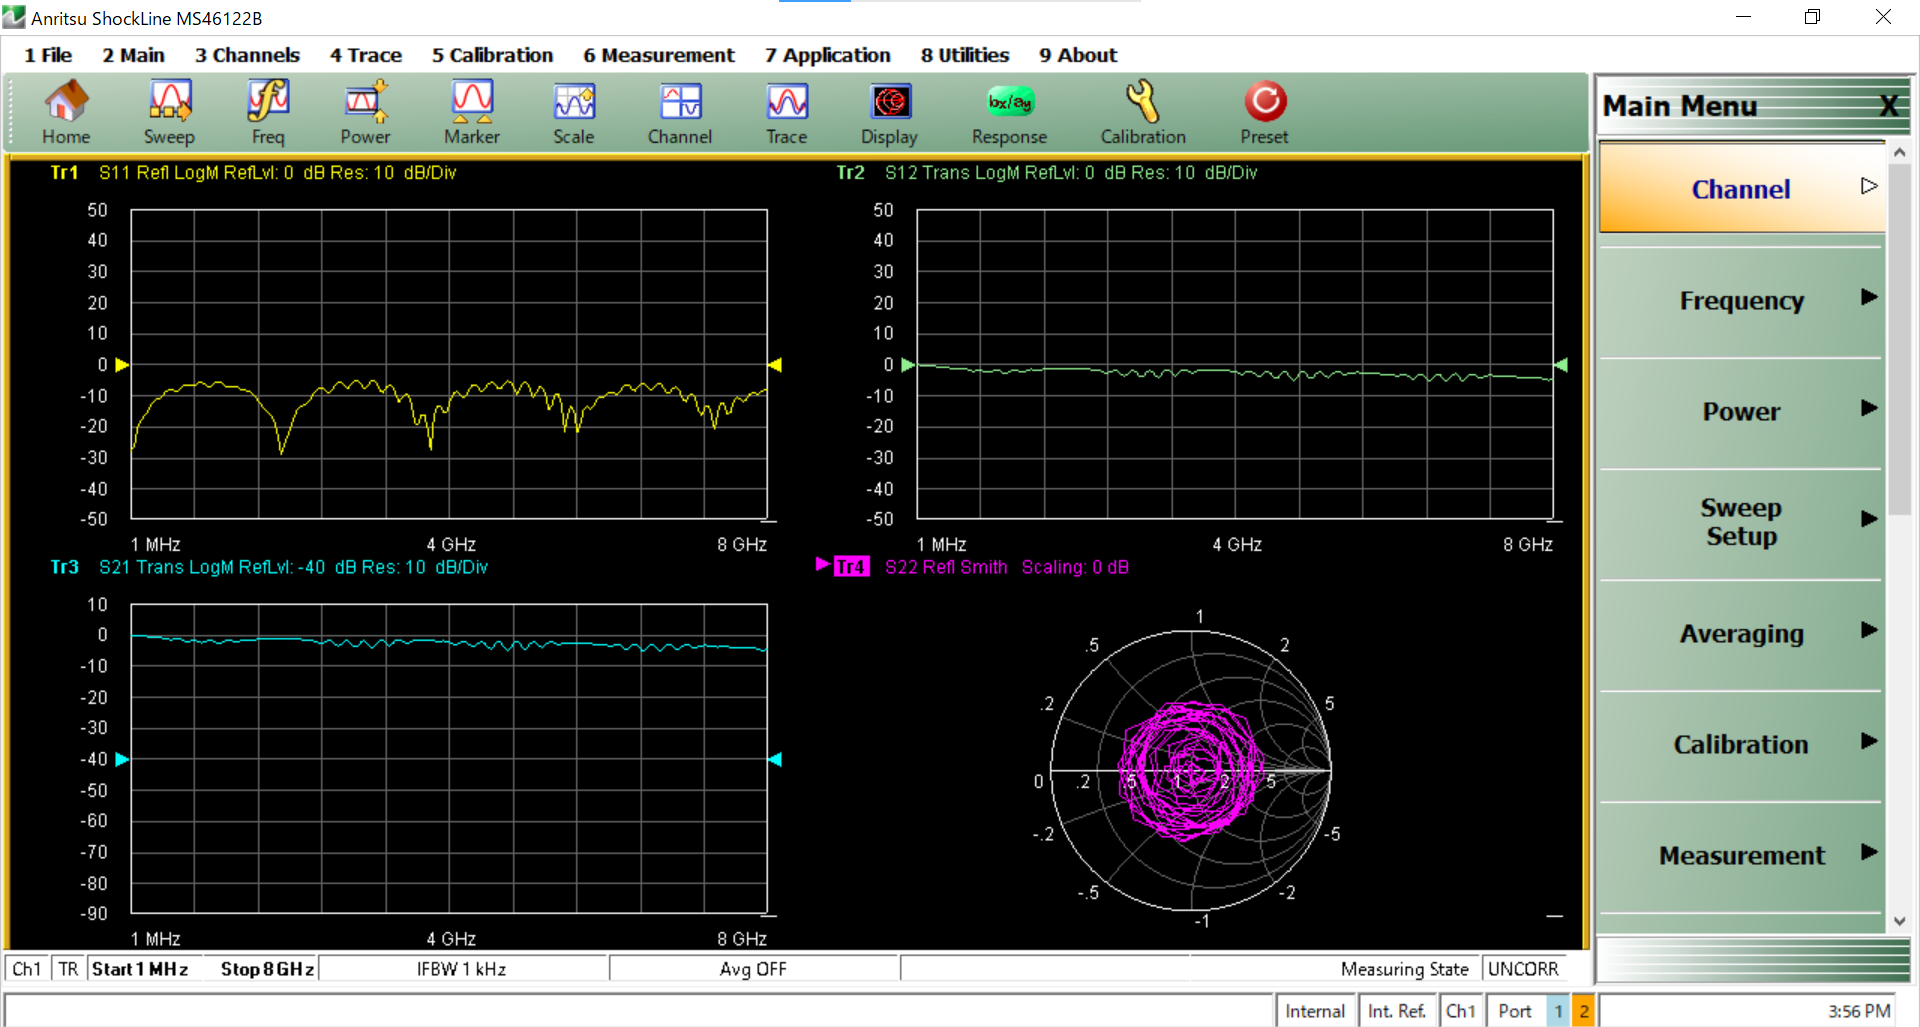 Anritsu ShockLine MS46122B
1 File 2 Main 3 Channels 4 Trace 5 Calibration 6 Measurement 7 Application 8 Utilities 9 About
Home Sweep Freq Power Marker Scale Channel Trace Display bx/ay Response Calibration Preset
Main Menu X
Channel
Frequency
Power
Sweep
Setup
Averaging
Calibration
Measurement
Tr1 S11 Refl LogM RefLvl: 0 dB Res: 10 dB/Div
50
40
30
20
10
0
-10
-20
-30
-40
-50
1 MHz 4 GHz 8 GHz
Tr2 S12 Trans LogM RefLvl: 0 dB Res: 10 dB/Div
50
40
30
20
10
0
-10
-20
-30
-40
-50
1 MHz 4 GHz 8 GHz
Tr3 S21 Trans LogM RefLvl: -40 dB Res: 10 dB/Div
10
0
-10
-20
-30
-40
-50
-60
-70
-80
-90
1 MHz 4 GHz 8 GHz
Tr4 S22 Refl Smith Scaling: 0 dB
1
.5 2
.2 5
0 .2 .5 1 2 5
-.2 -5
-.5 -2
-1
Ch1 TR Start 1 MHz Stop 8 GHz IFBW 1 kHz Avg OFF Measuring State UNCORR
Internal Int. Ref. Ch1 Port 1 2 3:56 PM